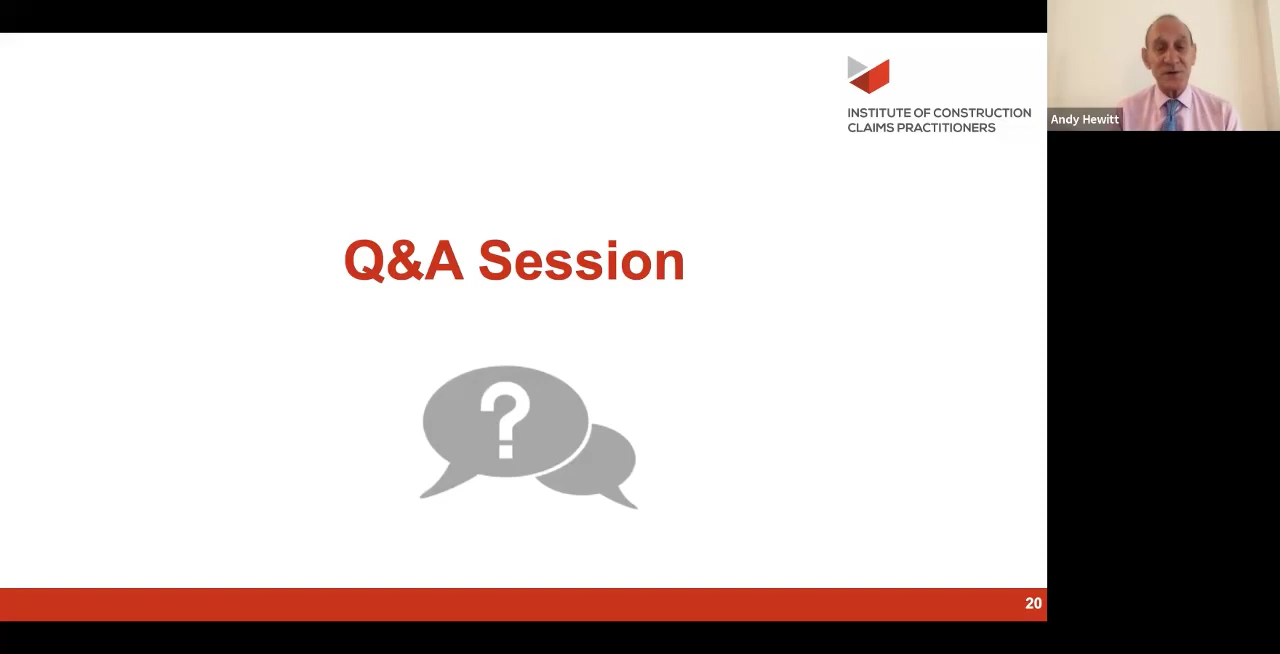 INSTITUTE OF CONSTRUCTION
CLAIMS PRACTITIONERS
Andy Hewitt
Q&A Session
?
20